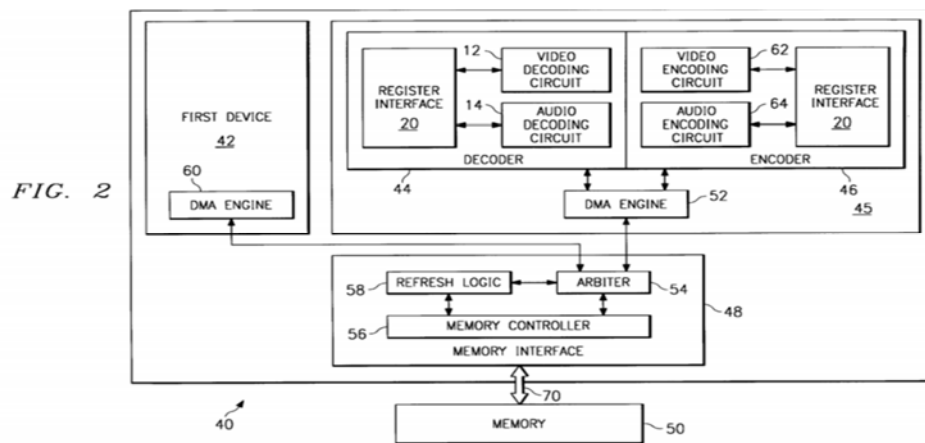 FIG. 2
FIRST DEVICE
42
60
DMA ENGINE
REGISTER
INTERFACE
20
12
VIDEO
DECODING
CIRCUIT
14
AUDIO
DECODING
CIRCUIT
DECODER
44
VIDEO
ENCODING
CIRCUIT
62
AUDIO
ENCODING
CIRCUIT
64
REGISTER
INTERFACE
20
ENCODER
46
45
DMA ENGINE
52
58
REFRESH LOGIC
ARBITER
54
48
56
MEMORY CONTROLLER
MEMORY INTERFACE
70
40
MEMORY
50